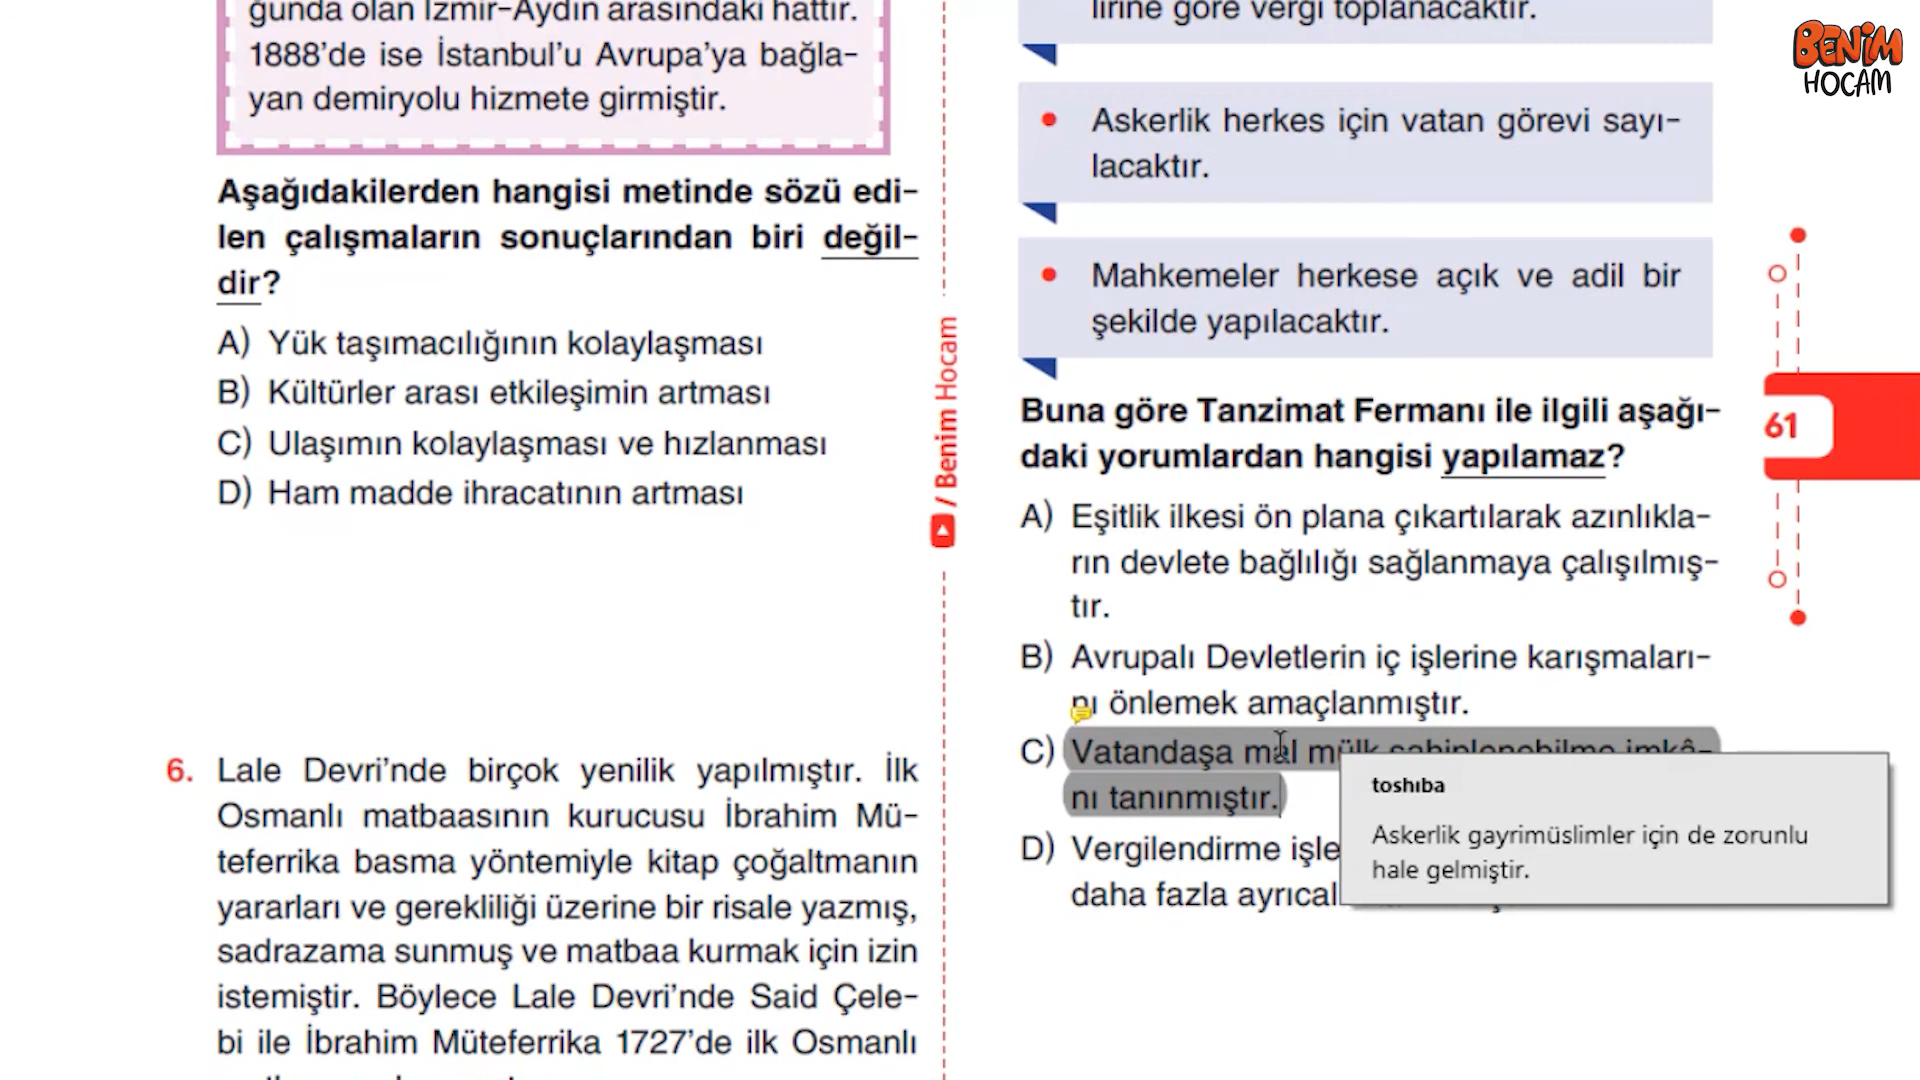 ğunda olan İzmir-Aydın arasındaki hattır.
1888'de ise İstanbul'u Avrupa'ya bağla-
yan demiryolu hizmete girmiştir.
Aşağıdakilerden hangisi metinde sözü edi-
len çalışmaların sonuçlarından biri değil-
dir?
A) Yük taşımacılığının kolaylaşması
B) Kültürler arası etkileşimin artması
C) Ulaşımın kolaylaşması ve hızlanması
D) Ham madde ihracatının artması
6. Lale Devri'nde birçok yenilik yapılmıştır. İlk
Osmanlı matbaasının kurucusu İbrahim Mü-
teferrika basma yöntemiyle kitap çoğaltmanın
yararları ve gerekliliği üzerine bir risale yazmış,
sadrazama sunmuş ve matbaa kurmak için izin
istemiştir. Böylece Lale Devri'nde Said Çele-
bi ile İbrahim Müteferrika 1727'de ilk Osmanlı
/ Benim Hocam
lirine göre vergi toplanacaktır.
• Askerlik herkes için vatan görevi sayı-
lacaktır.
• Mahkemeler herkese açık ve adil bir
şekilde yapılacaktır.
Buna göre Tanzimat Fermanı ile ilgili aşağı-
daki yorumlardan hangisi yapılamaz?
A) Eşitlik ilkesi ön plana çıkartılarak azınlıkla-
rın devlete bağlılığı sağlanmaya çalışılmış-
tır.
B) Avrupalı Devletlerin iç işlerine karışmaları-
nı önlemek amaçlanmıştır.
C) Vatandaşa mal mülk sahiplenebilme imkâ-
nı tanınmıştır.
D) Vergilendirme işle
daha fazla
toshıba
Askerlik gayrimüslimler için de zorunlu
hale gelmiştir.
61
BENİM
HOCAM